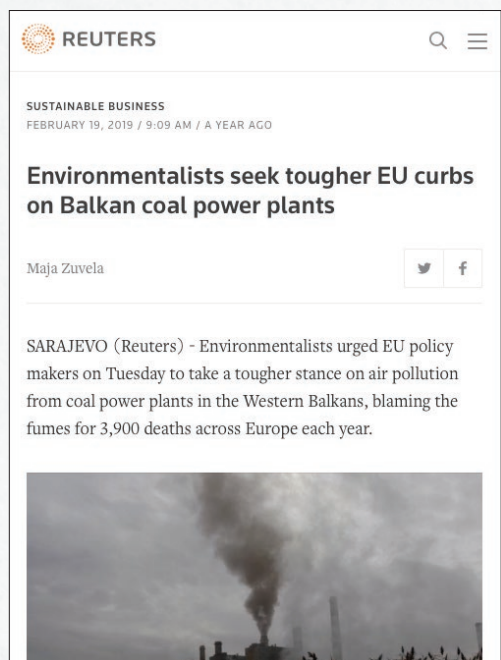 REUTERS
SUSTAINABLE BUSINESS
FEBRUARY 19, 2019 / 9:09 AM / A YEAR AGO
Environmentalists seek tougher EU curbs
on Balkan coal power plants
Maja Zuvela
SARAJEVO (Reuters) - Environmentalists urged EU policy
makers on Tuesday to take a tougher stance on air pollution
from coal power plants in the Western Balkans, blaming the
fumes for 3,900 deaths across Europe each year.